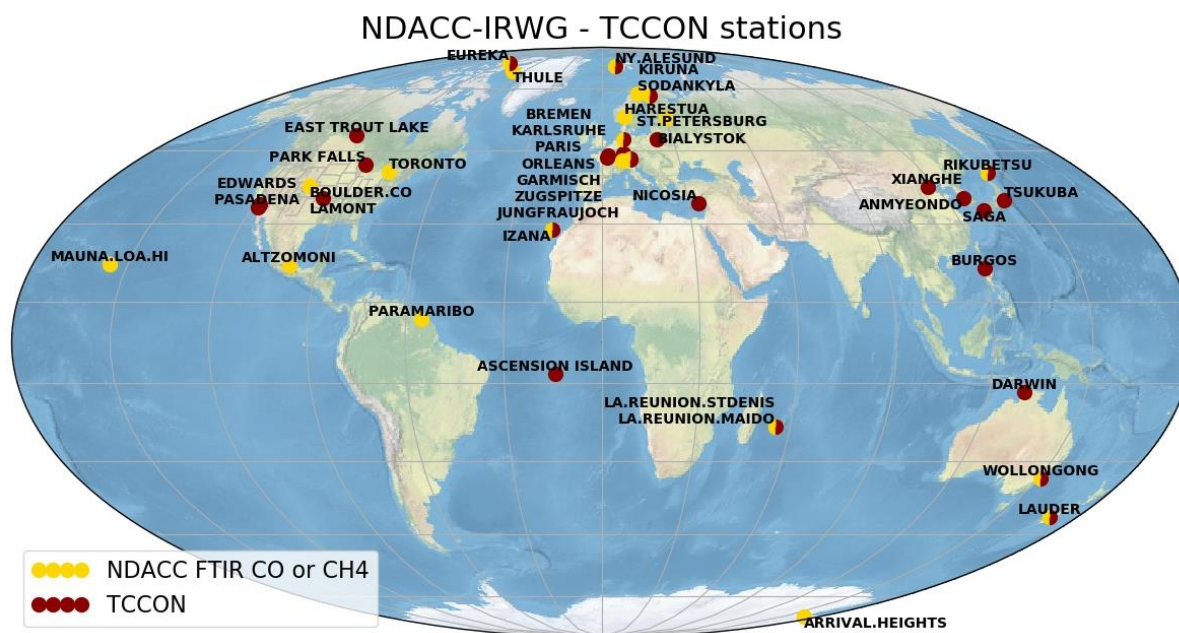 NDACC-IRWG - TCCON stations
EUREKA
THULE
NY.ALESUND
KIRUNA
SODANKYLA
HARESTUA
ST.PETERSBURG
BREMEN
KARLSRUHE
PARIS
ORLEANS
GARMISCH
ZUGSPITZE
JUNGFRAUJOCH
IZANA
BIALYSTOK
NICOSIA
EAST TROUT LAKE
PARK FALLS
TORONTO
EDWARDS
BOULDER.CO
PASADENA
LAMONT
MAUNA.LOA.HI
ALTZOMONI
PARAMARIBO
ASCENSION ISLAND
LA.REUNION.STDENIS
LA.REUNION.MAIDO
RIKUBETSU
XIANGHE
TSUKUBA
ANMYEONDO
SAGA
BURGOS
DARWIN
WOLLONGONG
LAUDER
ARRIVAL.HEIGHTS
NDACC FTIR CO or CH4
TCCON